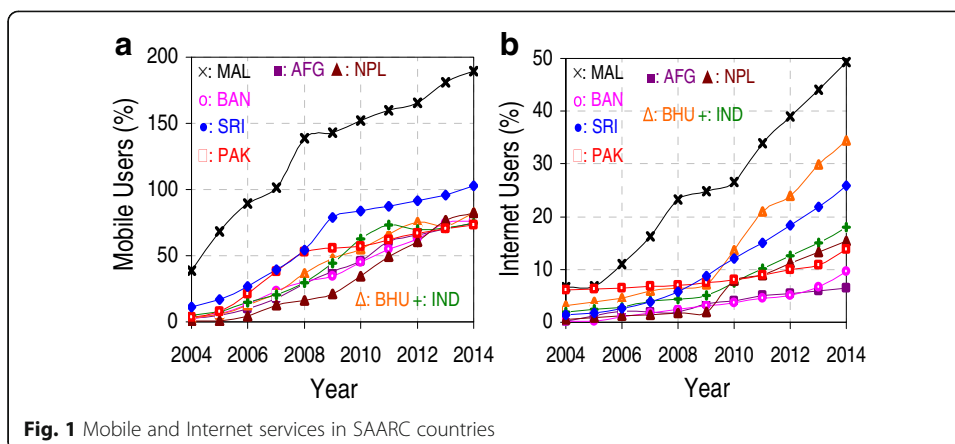 a
b
200
150
100
50
0
Mobile Users (%)
×: MAL
■: AFG ▲: NPL
o: BAN
●: SRI
□: PAK
Δ: BHU +: IND
2004 2006 2008 2010 2012 2014
Year
50
40
30
20
10
0
Internet Users (%)
×: MAL
■: AFG ▲: NPL
o: BAN
Δ: BHU +: IND
●: SRI
□: PAK
2004 2006 2008 2010 2012 2014
Year
Fig. 1 Mobile and Internet services in SAARC countries